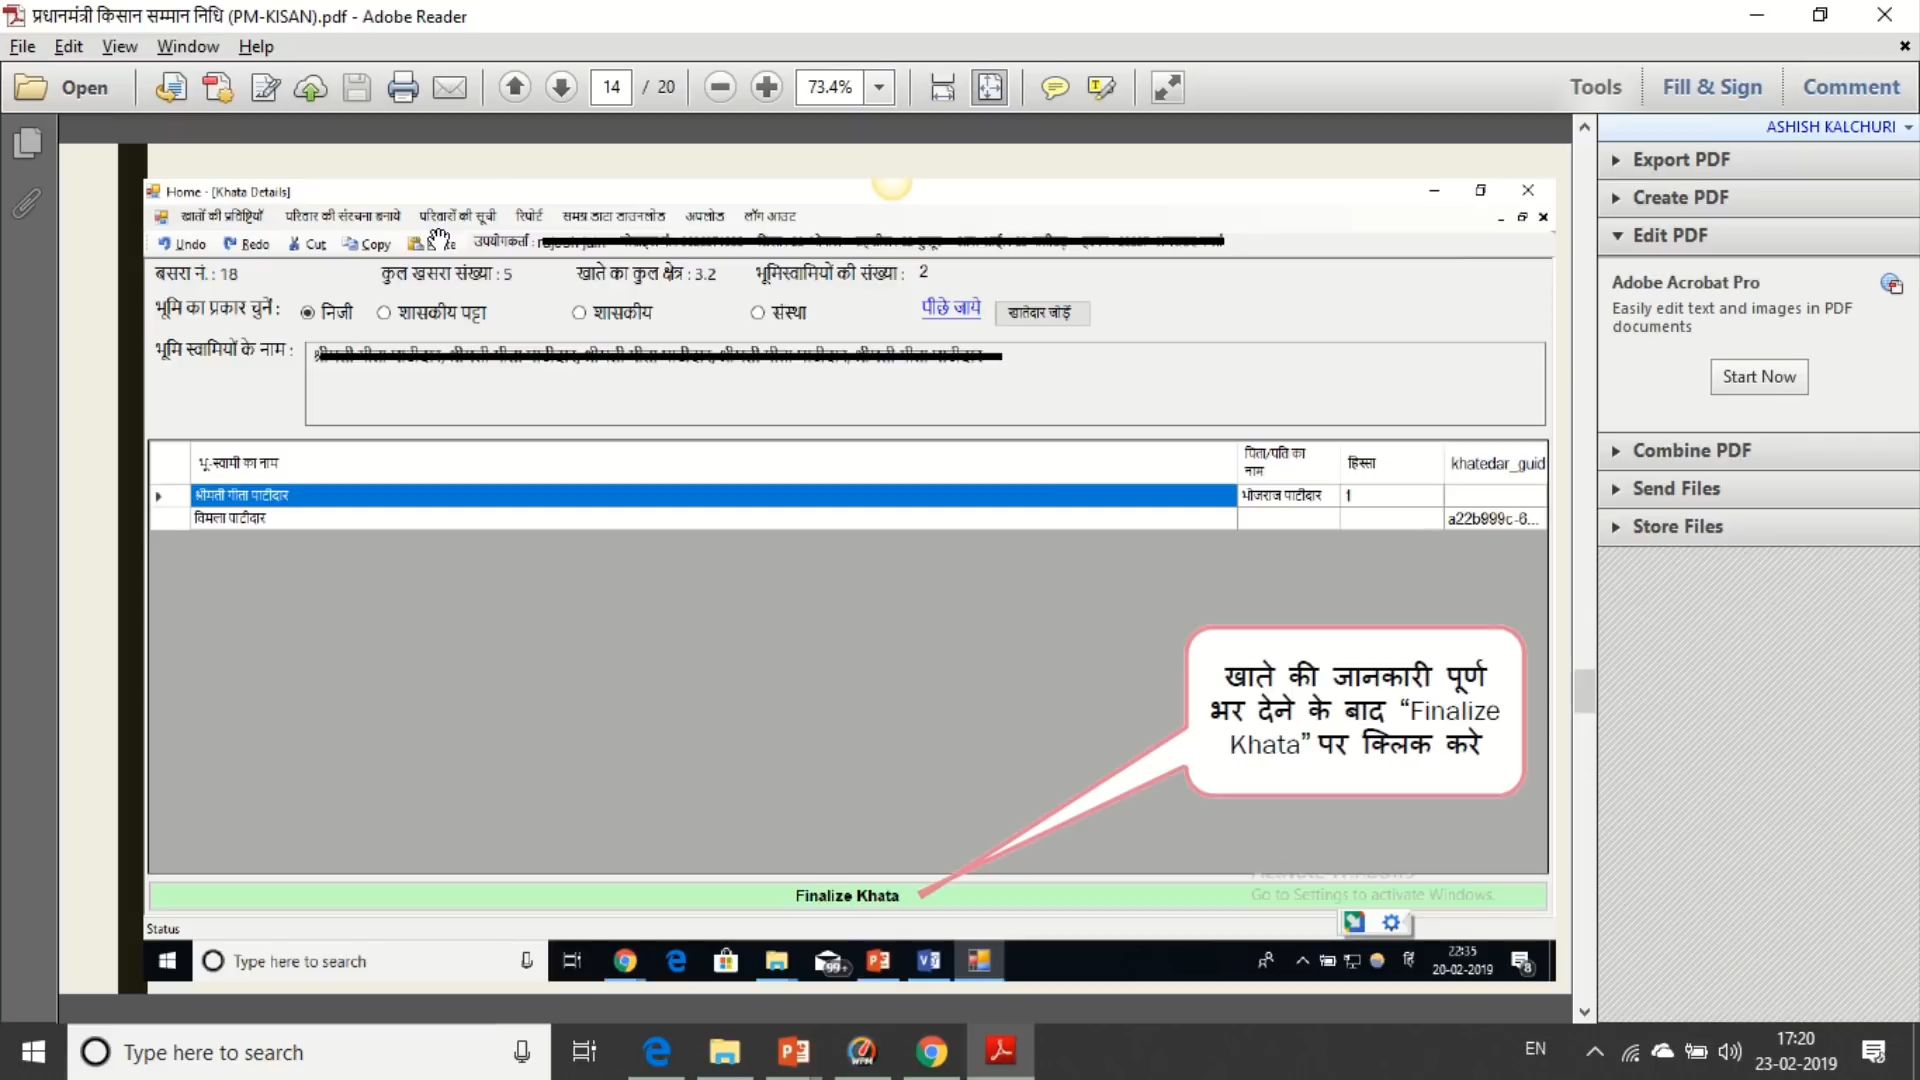 प्रधानमंत्री किसान सम्मान निधि (PM-KISAN).pdf - Adobe Reader
File Edit View Window Help
Open 14 / 20 73.4% Tools Fill & Sign Comment
ASHISH KALCHURI
Export PDF
Create PDF
Edit PDF
Adobe Acrobat Pro
Easily edit text and images in PDF
documents
Start Now
Combine PDF
Send Files
Store Files
Home - [Khata Details]
खातों की प्रतिष्टियाँ परिवार की संरचना बनाये परिवारों की सूची रिपोर्ट समग्र डाटा डाउनलोड अपलोड लॉग आउट
Undo Redo Cut Copy उपयोगकर्ता :
बसरा नं. : 18 कुल खसरा संख्या : 5 खाते का कुल क्षेत्र : 3.2 भूमिस्वामियों की संख्या : 2
भूमि का प्रकार चुनें : निजी शासकीय पट्टा शासकीय संस्था पीछे जाये खातेदार जोड़ें
भूमि स्वामियों के नाम :
भू-स्वामी का नाम पिता/पति का नाम हिस्सा khatedar_guid
श्रीमती गीता पाटीदार भोजराज पाटीदार 1
विमला पाटीदार a22b999c-6...
खाते की जानकारी पूर्ण
भर देने के बाद “Finalize
Khata” पर क्लिक करे
Finalize Khata
Go to Settings to activate Windows.
Status
Type here to search 99+ हिं 22:35
20-02-2019 8
Type here to search EN 17:20
23-02-2019